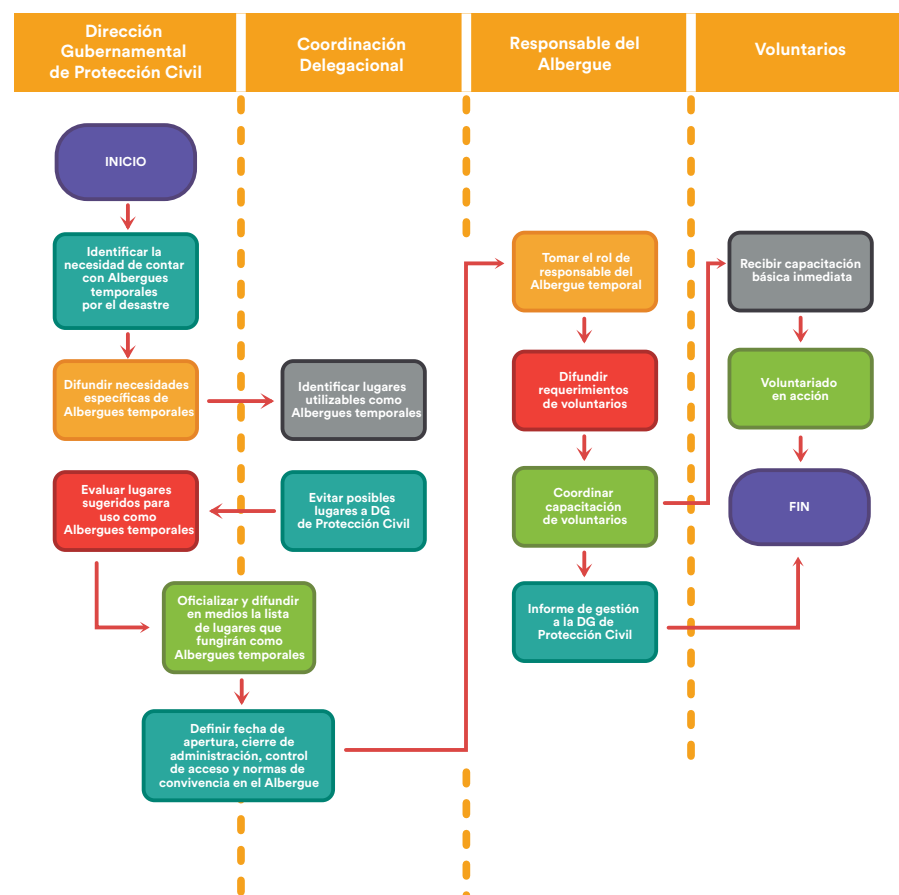 Dirección
Gubernamental
de Protección Civil
Coordinación
Delegacional
Responsable del
Albergue
Voluntarios
INICIO
Identificar la
necesidad de contar
con Albergues
temporales
por el desastre
Difundir necesidades
específicas de
Albergues temporales
Identificar lugares
utilizables como
Albergues temporales
Evaluar lugares
sugeridos para
uso como
Albergues temporales
Evitar posibles
lugares a DG
de Protección Civil
Oficializar y difundir
en medios la lista
de lugares que
fungirán como
Albergues temporales
Definir fecha de
apertura, cierre de
administración, control
de acceso y normas de
convivencia en el Albergue
Tomar el rol de
responsable del
Albergue temporal
Difundir
requerimientos
de voluntarios
Coordinar
capacitación
de voluntarios
Informe de gestión
a la DG de
Protección Civil
Recibir capacitación
básica inmediata
Voluntariado
en acción
FIN